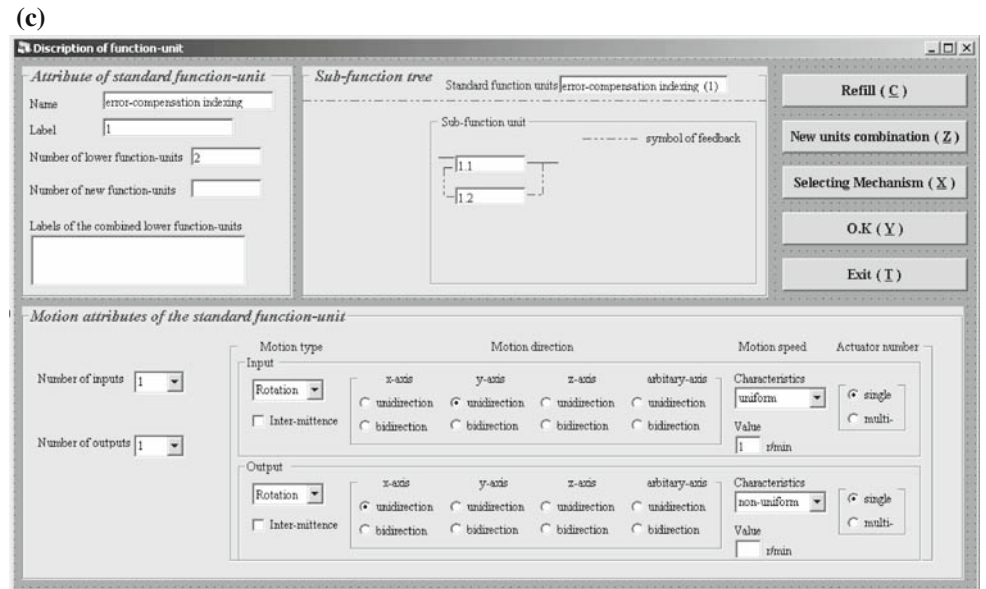 (c)
Discription of function-unit
Attribute of standard function-unit
Name error-compensation indexing
Label 1
Number of lower function-units 2
Number of new function-units
Labels of the combined lower function-units
Sub-function tree
Standard function units error-compensation indexing (1)
Sub-function unit
symbol of feedback
1.1
1.2
Refill ( C )
New units combination ( Z )
Selecting Mechanism ( X )
O.K ( Y )
Exit ( T )
Motion attributes of the standard function-unit
Number of inputs 1
Number of outputs 1
Motion type Motion direction Motion speed Actuator number
Input
Rotation
Inter-mittence
x-axis y-axis z-axis arbitary-axis
unidirection unidirection unidirection unidirection
bidirection bidirection bidirection bidirection
Characteristics
uniform
Value
1 r/min
single
multi-
Output
Rotation
Inter-mittence
x-axis y-axis z-axis arbitary-axis
unidirection unidirection unidirection unidirection
bidirection bidirection bidirection bidirection
Characteristics
non-uniform
Value
r/min
single
multi-